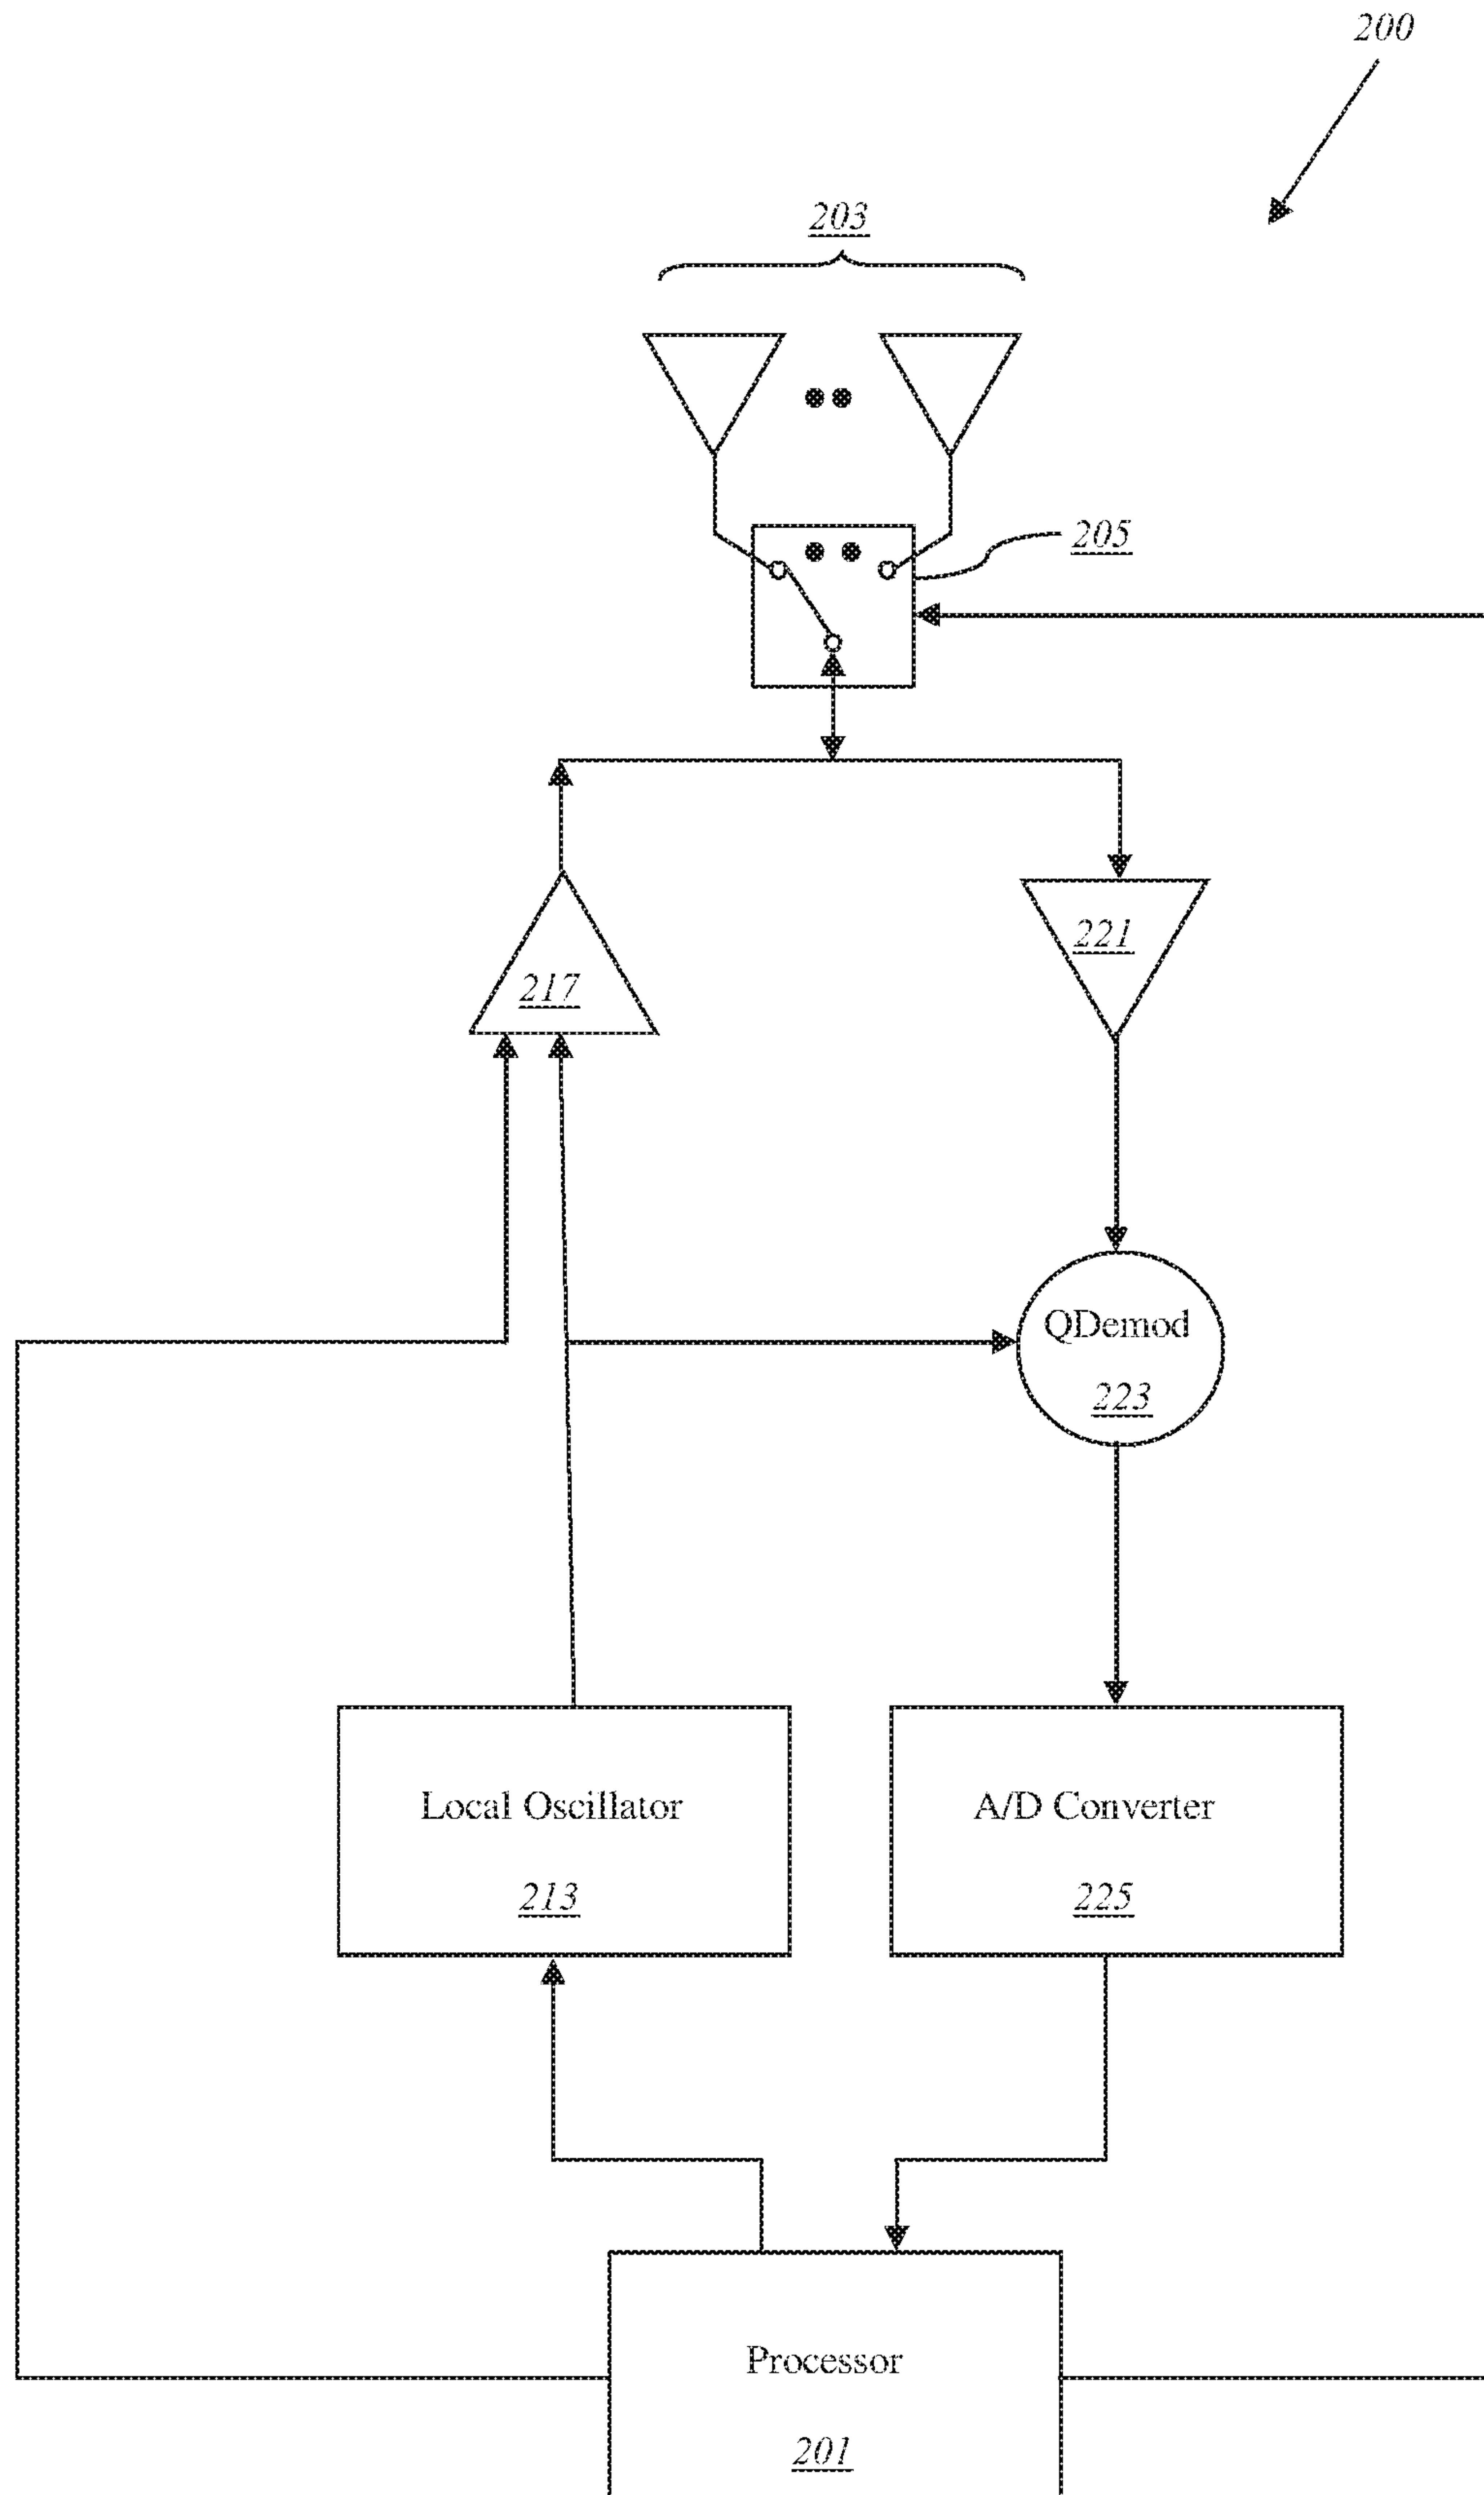 200
203
205
221
217
QDemod
223
Local Oscillator
213
A/D Converter
225
Processor
201